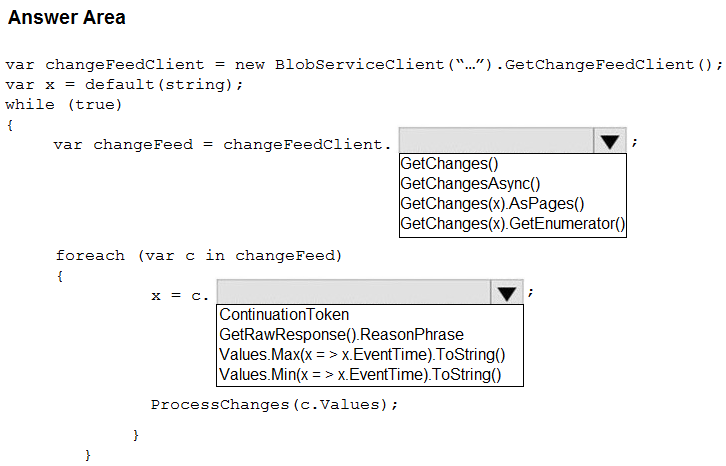 Answer Area
var changeFeedClient = new BlobServiceClient(“…”).GetChangeFeedClient();
var x = default(string);
while (true)
{
var changeFeed = changeFeedClient. ;
GetChanges()
GetChangesAsync()
GetChanges(x).AsPages()
GetChanges(x).GetEnumerator()
foreach (var c in changeFeed)
{
x = c. ;
ContinuationToken
GetRawResponse().ReasonPhrase
Values.Max(x = > x.EventTime).ToString()
Values.Min(x = > x.EventTime).ToString()
ProcessChanges(c.Values);
}
}